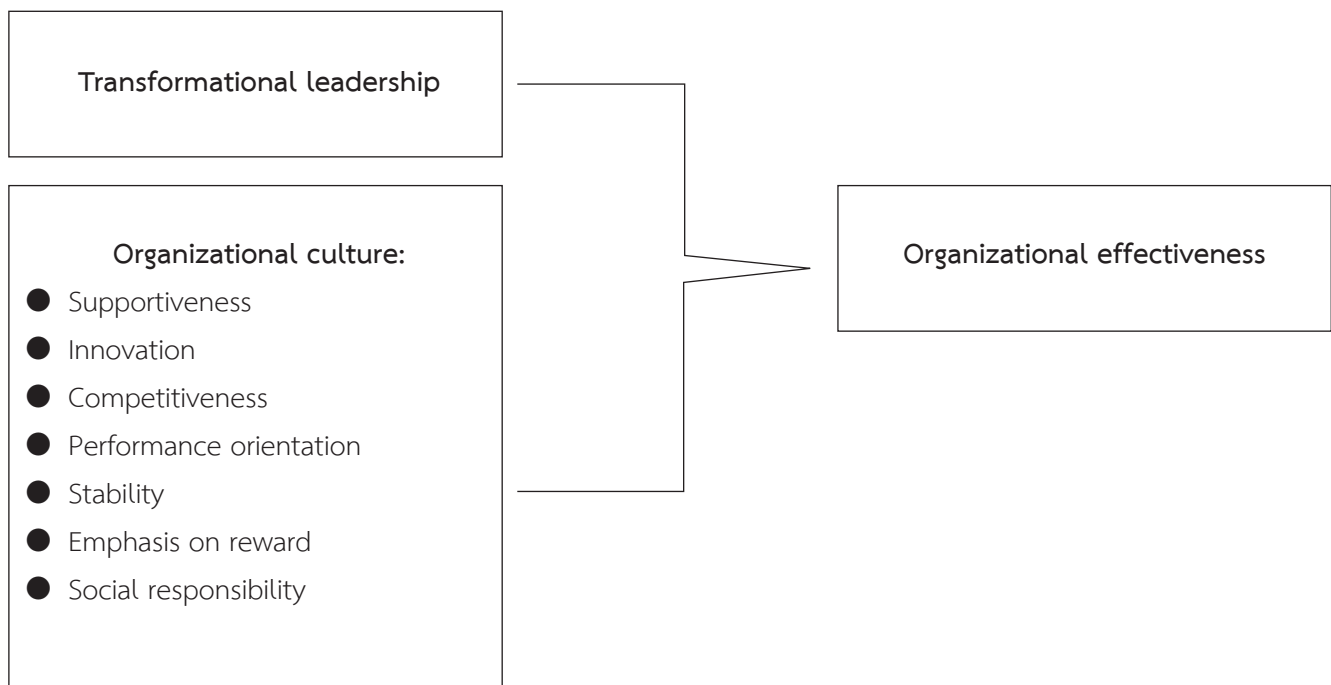 Transformational leadership
Organizational culture:
● Supportiveness
● Innovation
● Competitiveness
● Performance orientation
● Stability
● Emphasis on reward
● Social responsibility
Organizational effectiveness